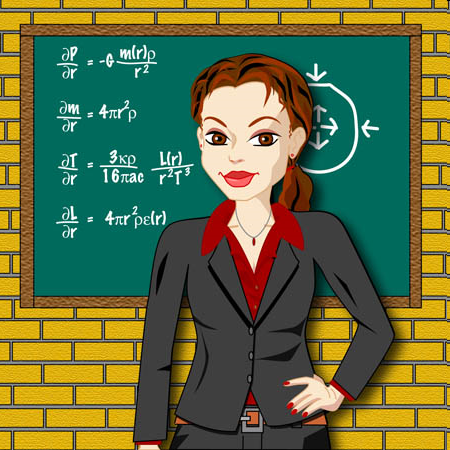 ∂P/∂r = -G m(r)ρ/r²
∂m/∂r = 4πr²ρ
∂T/∂r = 3κρ/16πac L(r)/r²T³
∂L/∂r = 4πr²ρε(r)